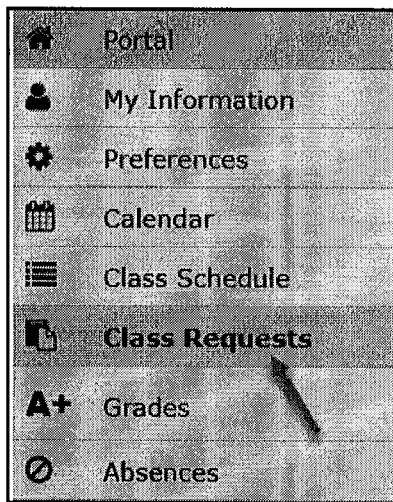 Portal
My Information
Preferences
Calendar
Class Schedule
Class Requests
A+ Grades
Absences